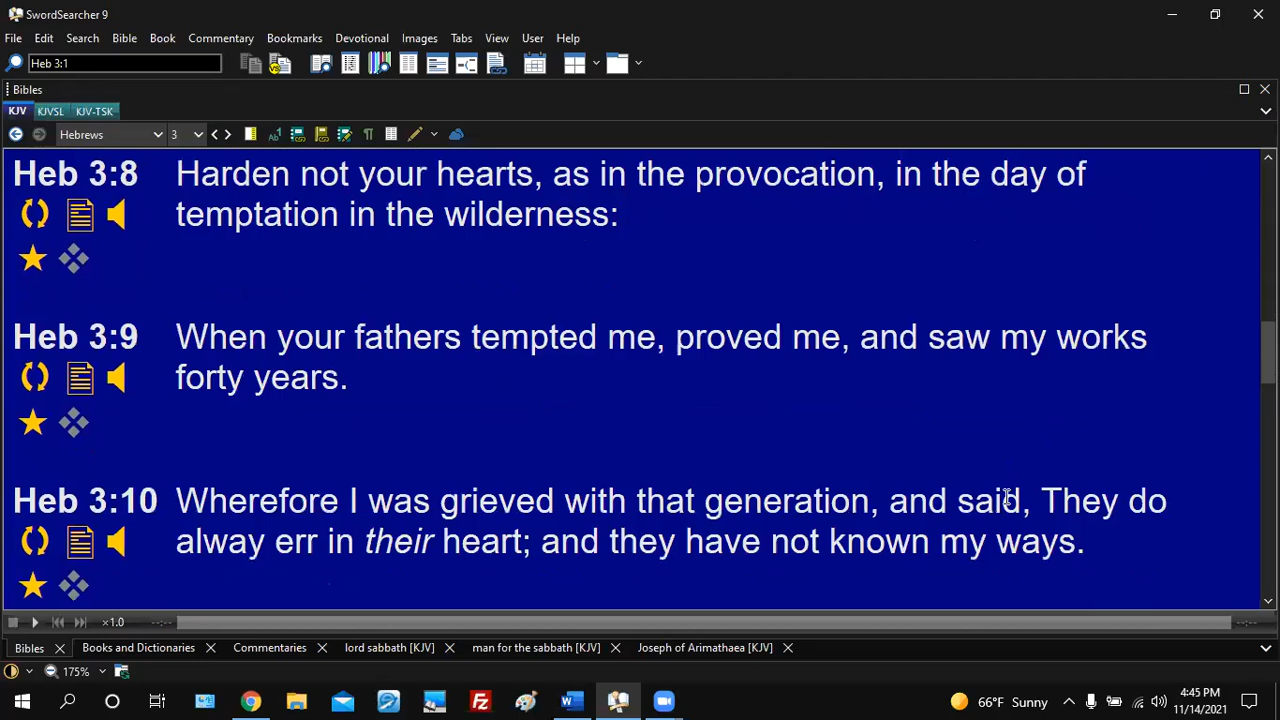 SwordSearcher 9
File Edit Search Bible Book Commentary Bookmarks Devotional Images Tabs View User Help
Heb 3:1
Bibles
KJV KJVSL KJV-TSK
Hebrews 3
Heb 3:8 Harden not your hearts, as in the provocation, in the day of
temptation in the wilderness:
Heb 3:9 When your fathers tempted me, proved me, and saw my works
forty years.
Heb 3:10 Wherefore I was grieved with that generation, and said, They do
alway err in their heart; and they have not known my ways.
×1.0 --:-- --:--
Bibles Books and Dictionaries Commentaries lord sabbath [KJV] man for the sabbath [KJV] Joseph of Arimathaea [KJV]
175%
66°F Sunny 4:45 PM
11/14/2021